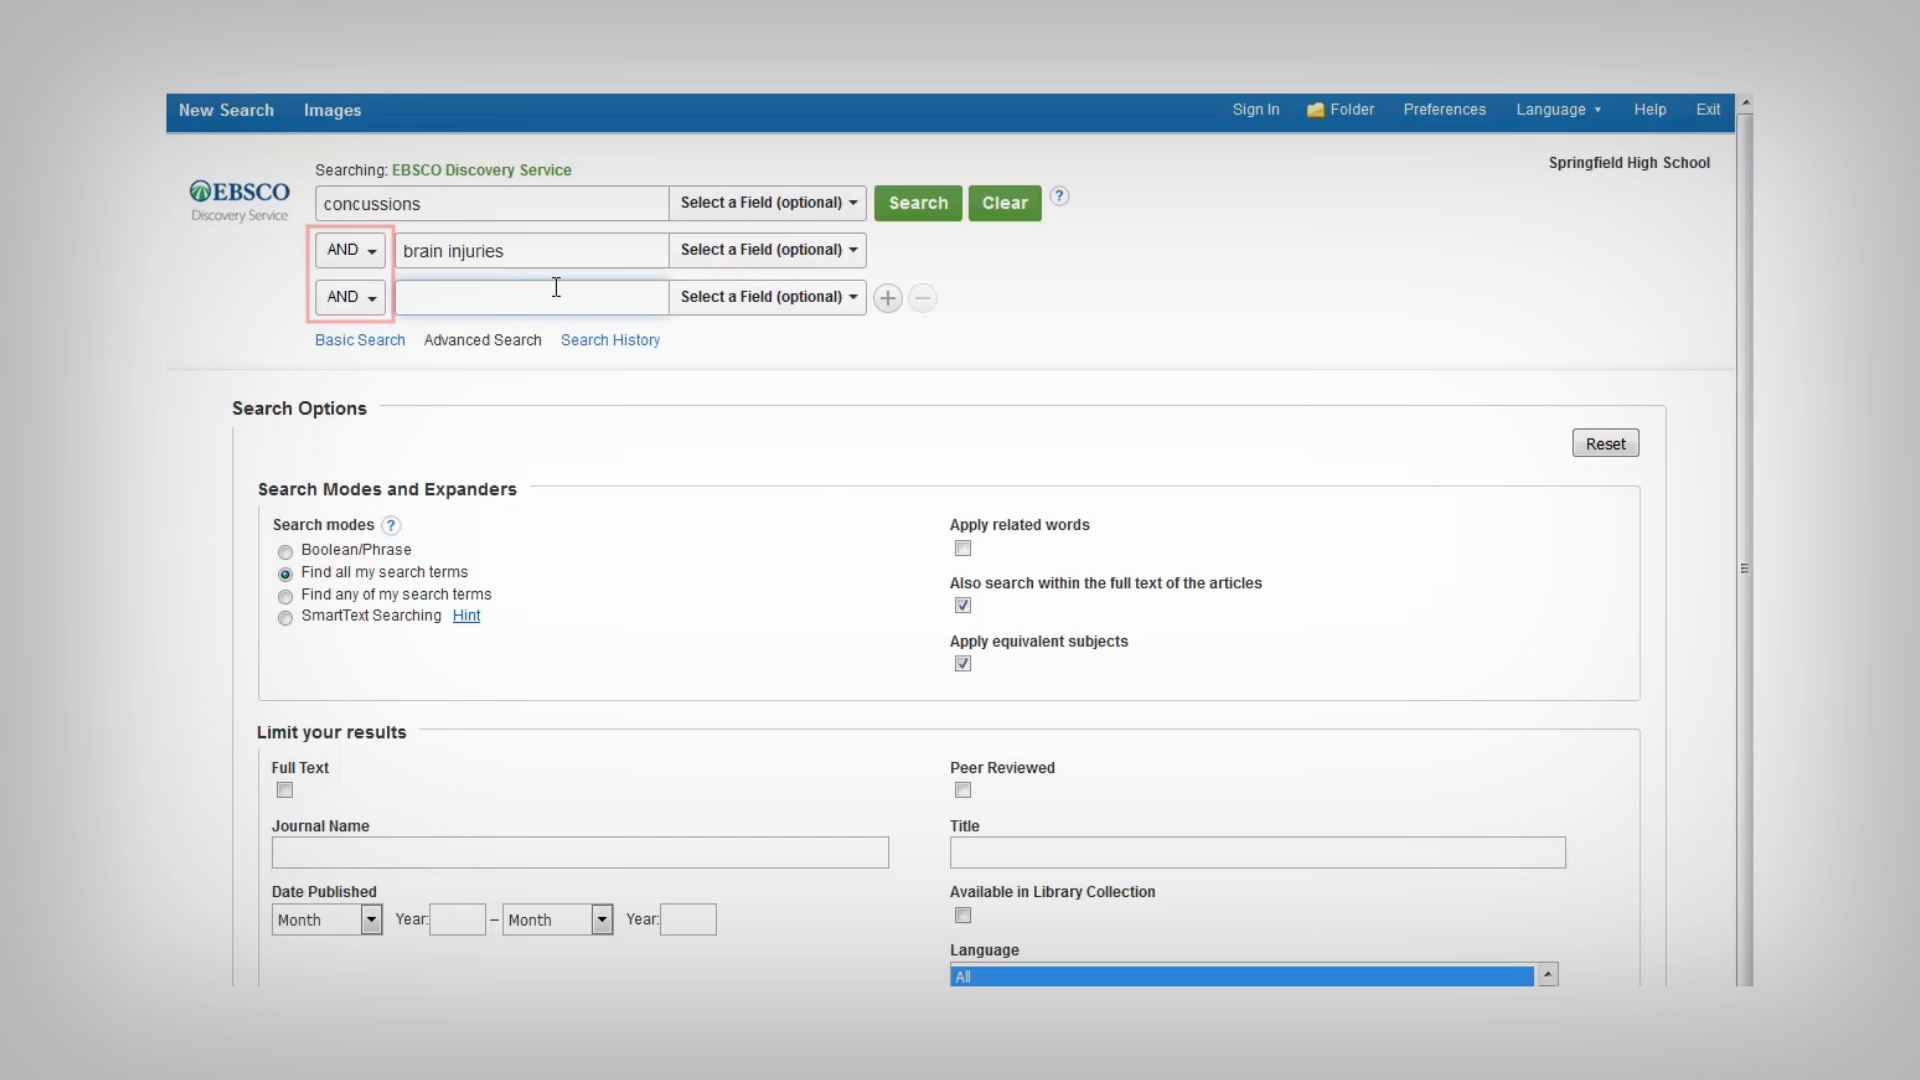 New Search Images Sign In Folder Preferences Language Help Exit
Springfield High School
Searching: EBSCO Discovery Service
EBSCO
Discovery Service
concussions Select a Field (optional) Search Clear ?
AND brain injuries Select a Field (optional)
AND Select a Field (optional)
Basic Search Advanced Search Search History
Search Options
Reset
Search Modes and Expanders
Search modes ?
Boolean/Phrase
Find all my search terms
Find any of my search terms
SmartText Searching Hint
Apply related words
Also search within the full text of the articles
Apply equivalent subjects
Limit your results
Full Text
Peer Reviewed
Journal Name
Title
Date Published
Month Year: – Month Year:
Available in Library Collection
Language
All